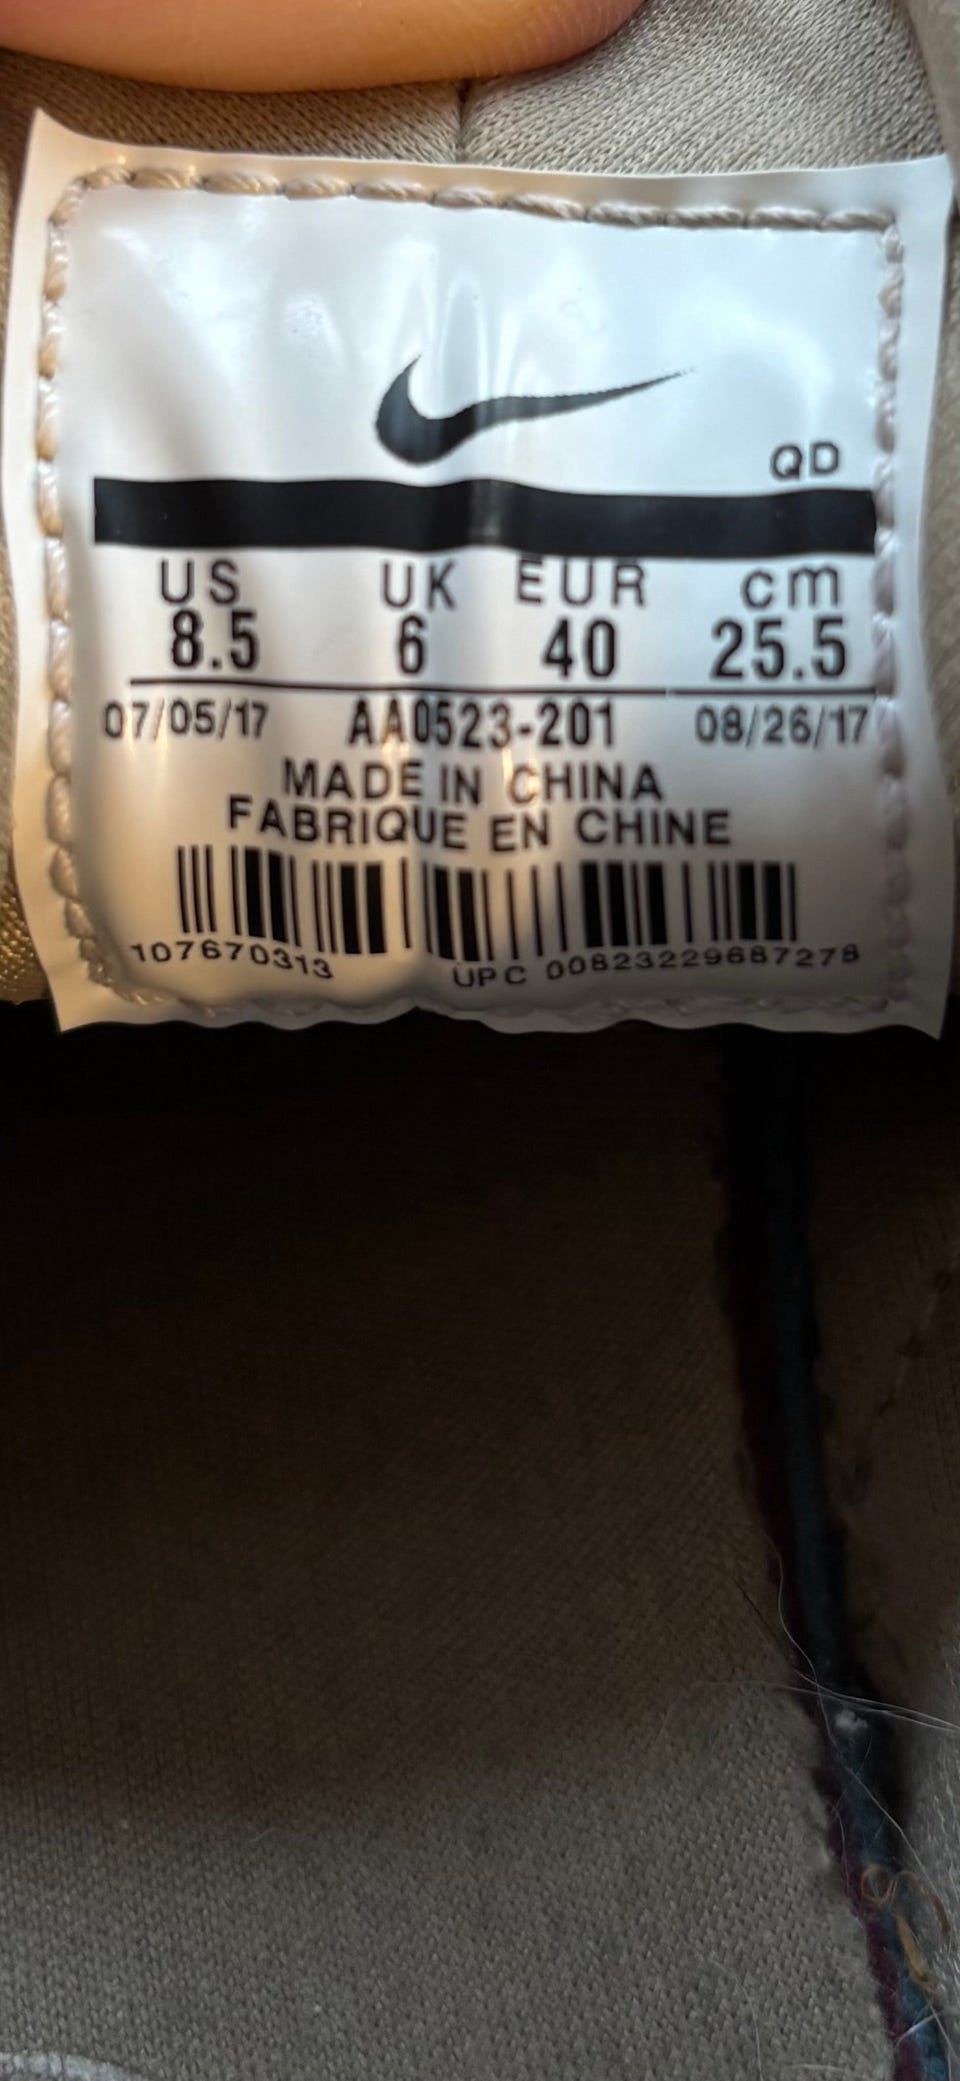 QD
US UK EUR cm
8.5 6 40 25.5
07/05/17 AA0523-201 08/26/17
MADE IN CHINA
FABRIQUE EN CHINE
107670313 UPC 00823229687278